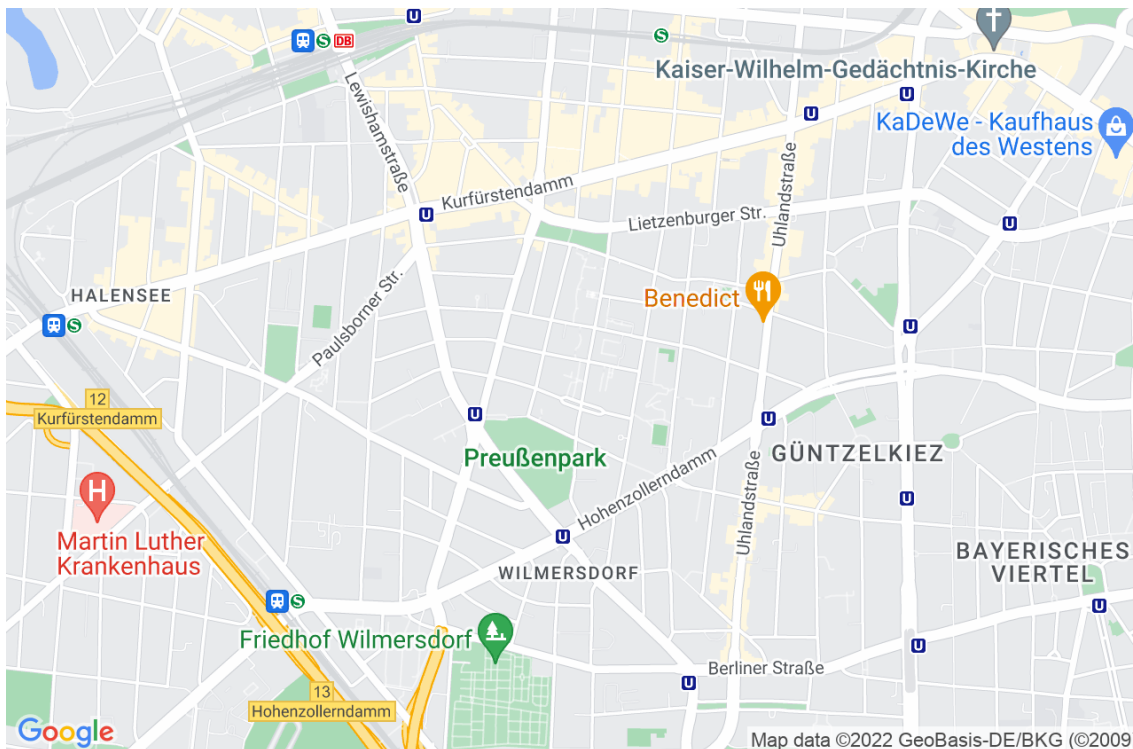 U
S
DB
S
Kaiser-Wilhelm-Gedächtnis-Kirche
Lewishamstraße
U
U
KaDeWe - Kaufhaus
des Westens
Kurfürstendamm
U
Lietzenburger Str.
Uhlandstraße
U
HALENSEE
Paulsborner Str.
Benedict
S
U
12
Kurfürstendamm
U
U
Preußenpark
GÜNTZELKIEZ
Hohenzollerndamm
Uhlandstraße
H
U
Martin Luther
Krankenhaus
U
WILMERSDORF
BAYERISCHES
VIERTEL
S
U
Friedhof Wilmersdorf
U
Berliner Straße
U
13
Hohenzollerndamm
Google
Map data ©2022 GeoBasis-DE/BKG (©2009